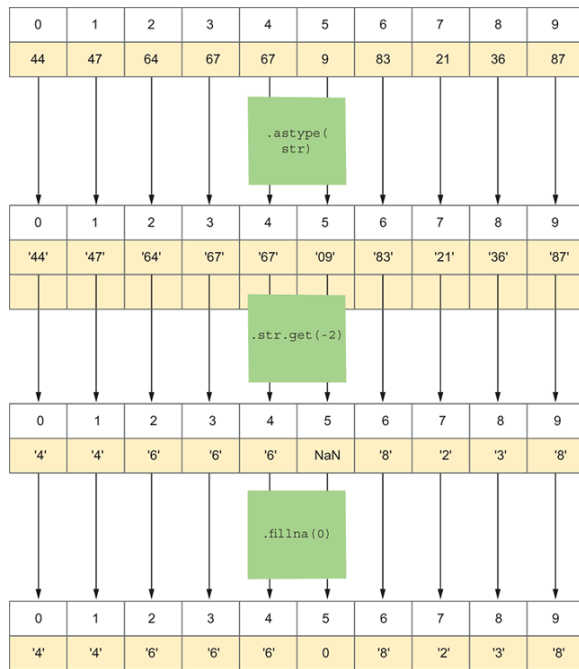 0 1 2 3 4 5 6 7 8 9
44 47 64 67 67 9 83 21 36 87
.astype(
str)
0 1 2 3 4 5 6 7 8 9
'44' '47' '64' '67' '67' '09' '83' '21' '36' '87'
.str.get(-2)
0 1 2 3 4 5 6 7 8 9
'4' '4' '6' '6' '6' NaN '8' '2' '3' '8'
.fillna(0)
0 1 2 3 4 5 6 7 8 9
'4' '4' '6' '6' '6' 0 '8' '2' '3' '8'